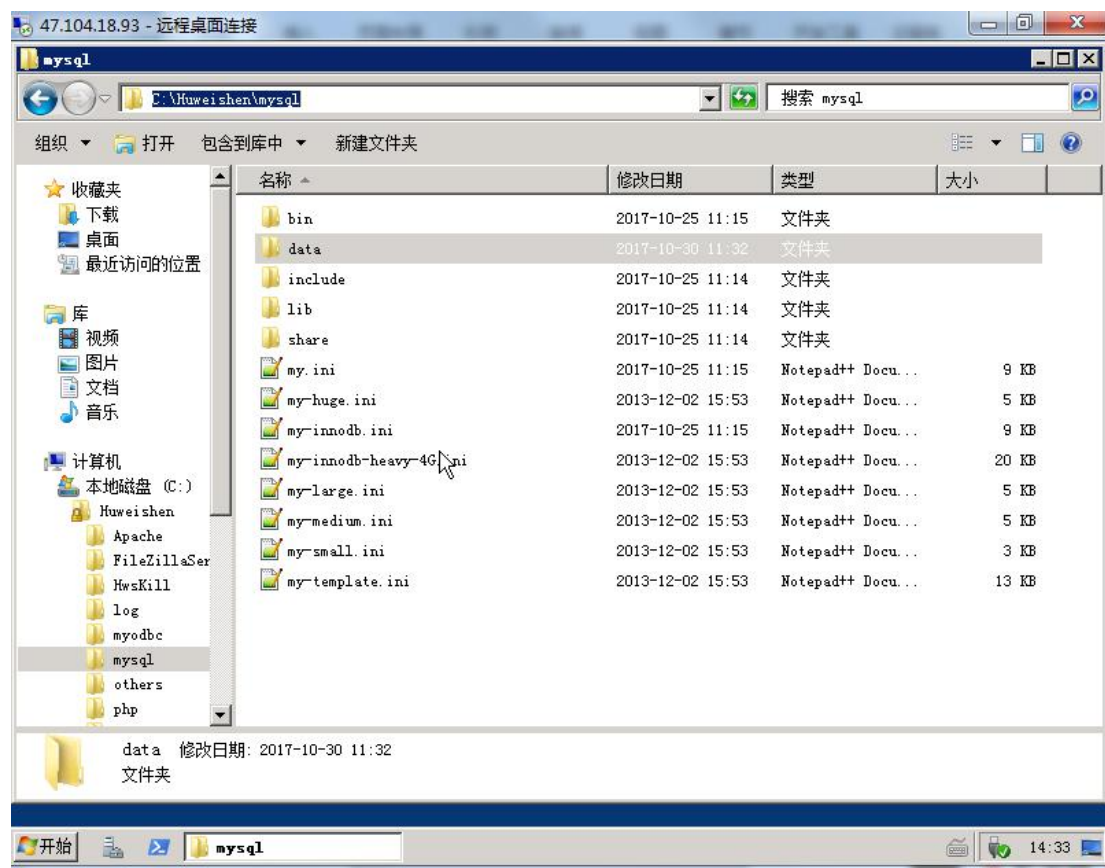 47.104.18.93 - 远程桌面连接
mysql
C:\Huweishen\mysql
搜索 mysql
组织 打开 包含到库中 新建文件夹
名称 修改日期 类型 大小
收藏夹
下载
桌面
最近访问的位置
库
视频
图片
文档
音乐
计算机
本地磁盘 (C:)
Huweishen
Apache
FileZillaSer
HwsKill
log
myodbc
mysql
others
php
bin 2017-10-25 11:15 文件夹
data 2017-10-30 11:32 文件夹
include 2017-10-25 11:14 文件夹
lib 2017-10-25 11:14 文件夹
share 2017-10-25 11:14 文件夹
my.ini 2017-10-25 11:15 Notepad++ Docu... 9 KB
my-huge.ini 2013-12-02 15:53 Notepad++ Docu... 5 KB
my-innodb.ini 2017-10-25 11:15 Notepad++ Docu... 9 KB
my-innodb-heavy-4G.ini 2013-12-02 15:53 Notepad++ Docu... 20 KB
my-large.ini 2013-12-02 15:53 Notepad++ Docu... 5 KB
my-medium.ini 2013-12-02 15:53 Notepad++ Docu... 5 KB
my-small.ini 2013-12-02 15:53 Notepad++ Docu... 3 KB
my-template.ini 2013-12-02 15:53 Notepad++ Docu... 13 KB
data 修改日期: 2017-10-30 11:32
文件夹
开始 mysql 14:33